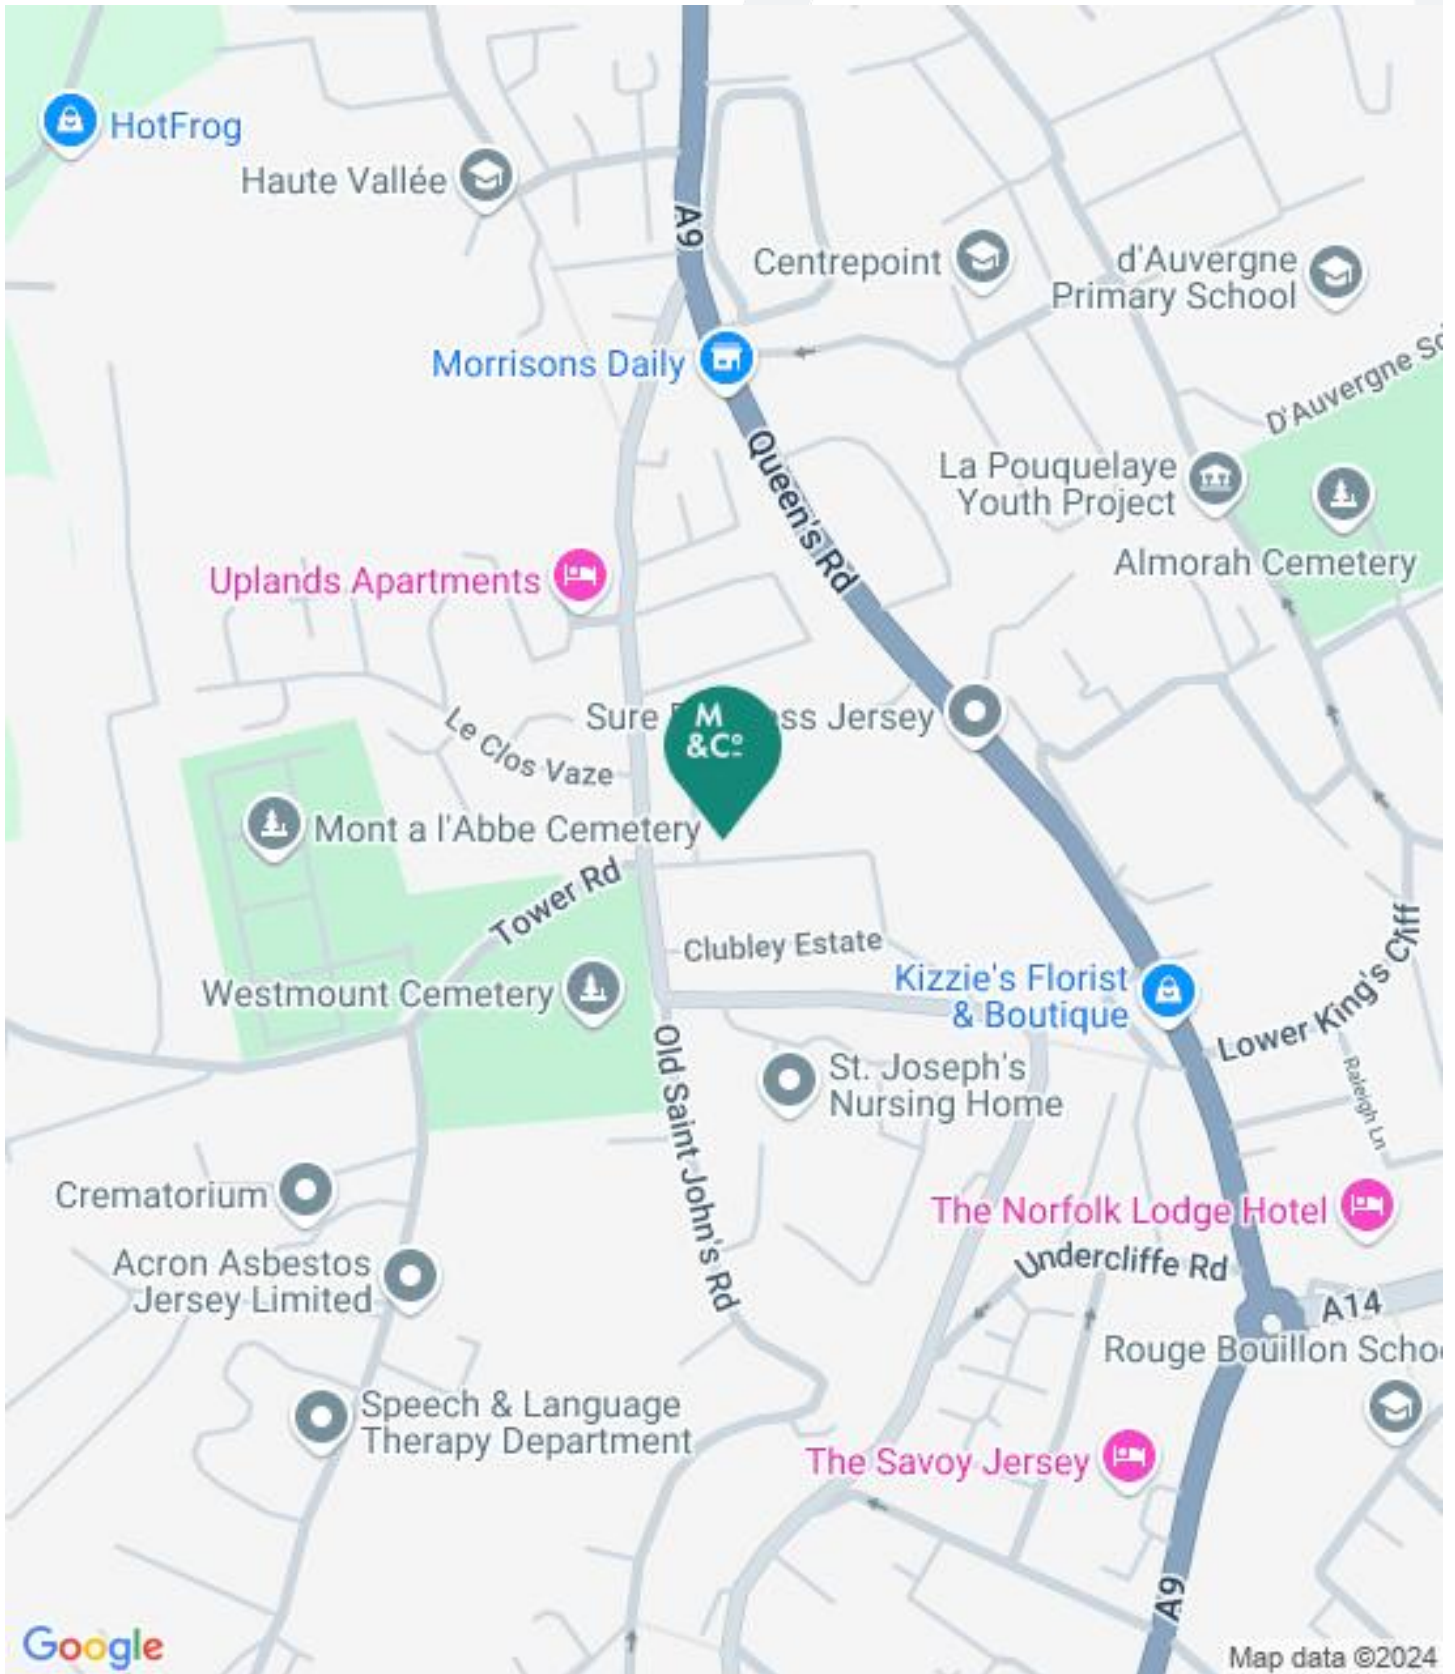 HotFrog
Haute Vallée
A9
Centrepoint
d'Auvergne
Primary School
Morrisons Daily
D'Auvergne
Queen's Rd
La Pouquelaye
Youth Project
Almorah Cemetery
Uplands Apartments
Sure
Jersey
M
&Co
Le Clos Vaze
Mont a l'Abbe Cemetery
Tower Rd
Clubley Estate
Westmount Cemetery
Kizzie's Florist
& Boutique
Lower King's Cliff
Old Saint John's Rd
St. Joseph's
Nursing Home
Raleigh Ln
Crematorium
The Norfolk Lodge Hotel
Acron Asbestos
Jersey Limited
Undercliffe Rd
A14
Rouge Bouillon
Speech & Language
Therapy Department
The Savoy Jersey
A9
Google
Map data ©2024